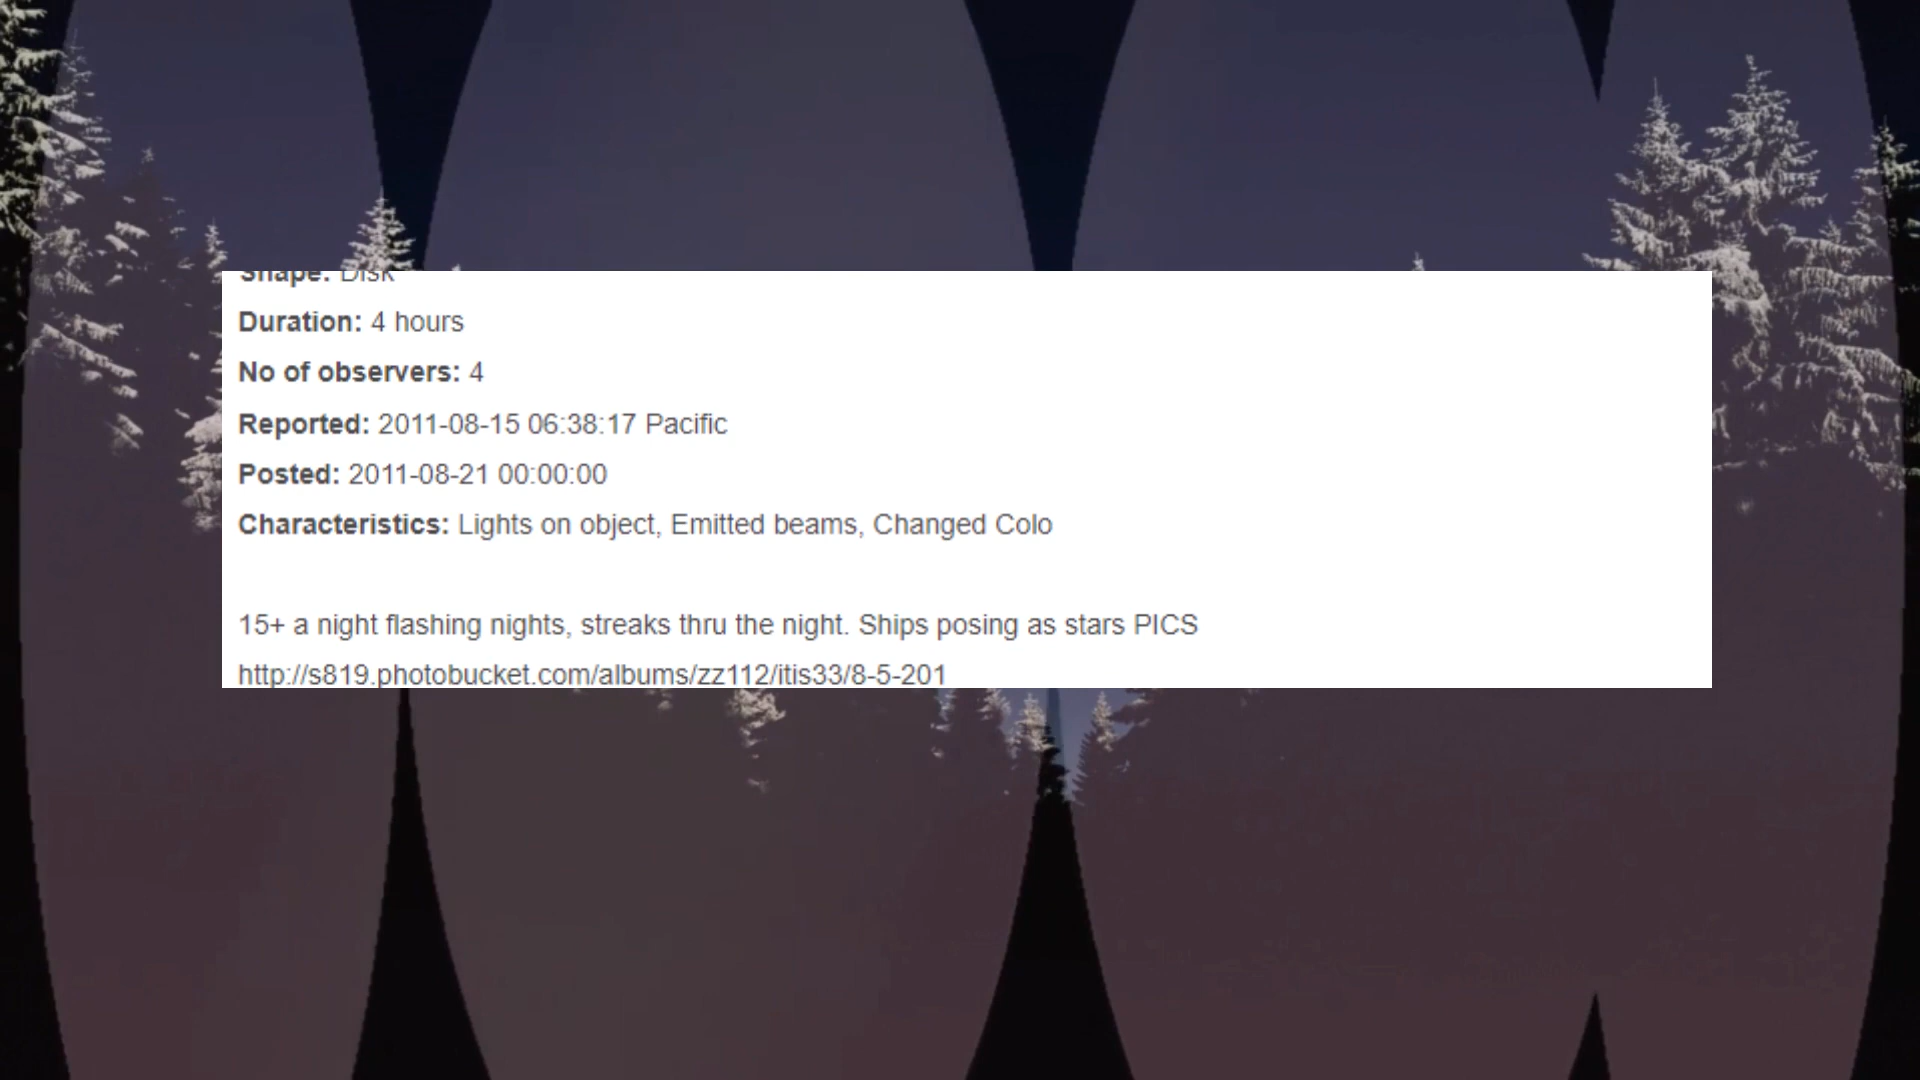 Shape: Disk
Duration: 4 hours
No of observers: 4
Reported: 2011-08-15 06:38:17 Pacific
Posted: 2011-08-21 00:00:00
Characteristics: Lights on object, Emitted beams, Changed Colo
15+ a night flashing nights, streaks thru the night. Ships posing as stars PICS
http://s819.photobucket.com/albums/zz112/itis33/8-5-201